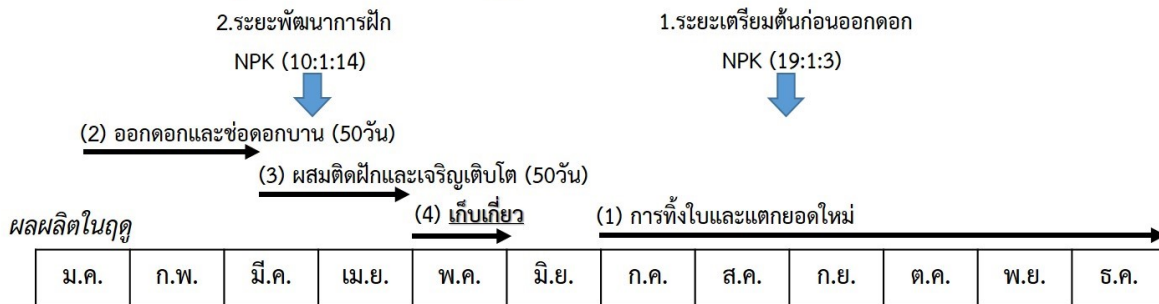 2.ระยะพัฒนาการฝัก
NPK (10:1:14)
1.ระยะเตรียมต้นก่อนออกดอก
NPK (19:1:3)
(2) ออกดอกและช่อดอกบาน (50วัน)
(3) ผสมติดฝักและเจริญเติบโต (50วัน)
(4) เก็บเกี่ยว
(1) การทิ้งใบและแตกยอดใหม่
ผลผลิตในฤดู
ม.ค. ก.พ. มี.ค. เม.ย. พ.ค. มิ.ย. ก.ค. ส.ค. ก.ย. ต.ค. พ.ย. ธ.ค.